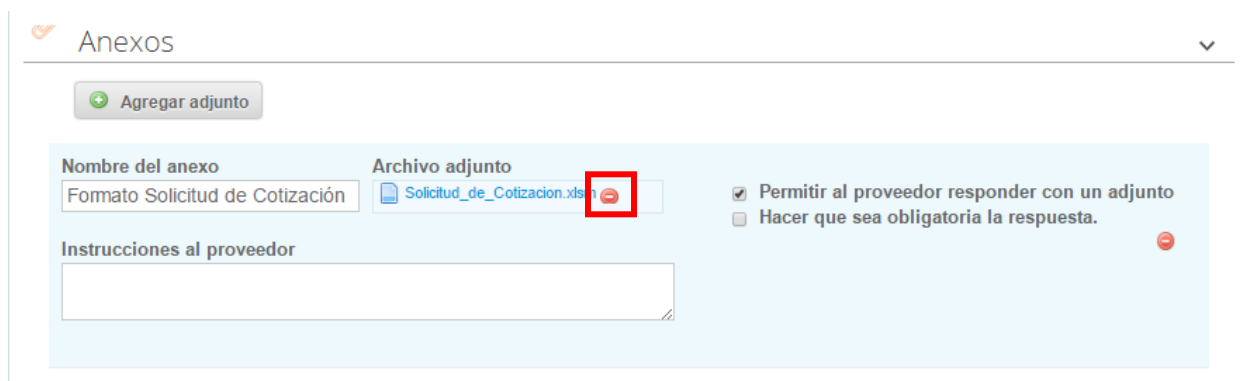 Anexos
Agregar adjunto
Nombre del anexo
Archivo adjunto
Formato Solicitud de Cotización
Solicitud_de_Cotizacion.xlsm
Permitir al proveedor responder con un adjunto
Hacer que sea obligatoria la respuesta.
Instrucciones al proveedor